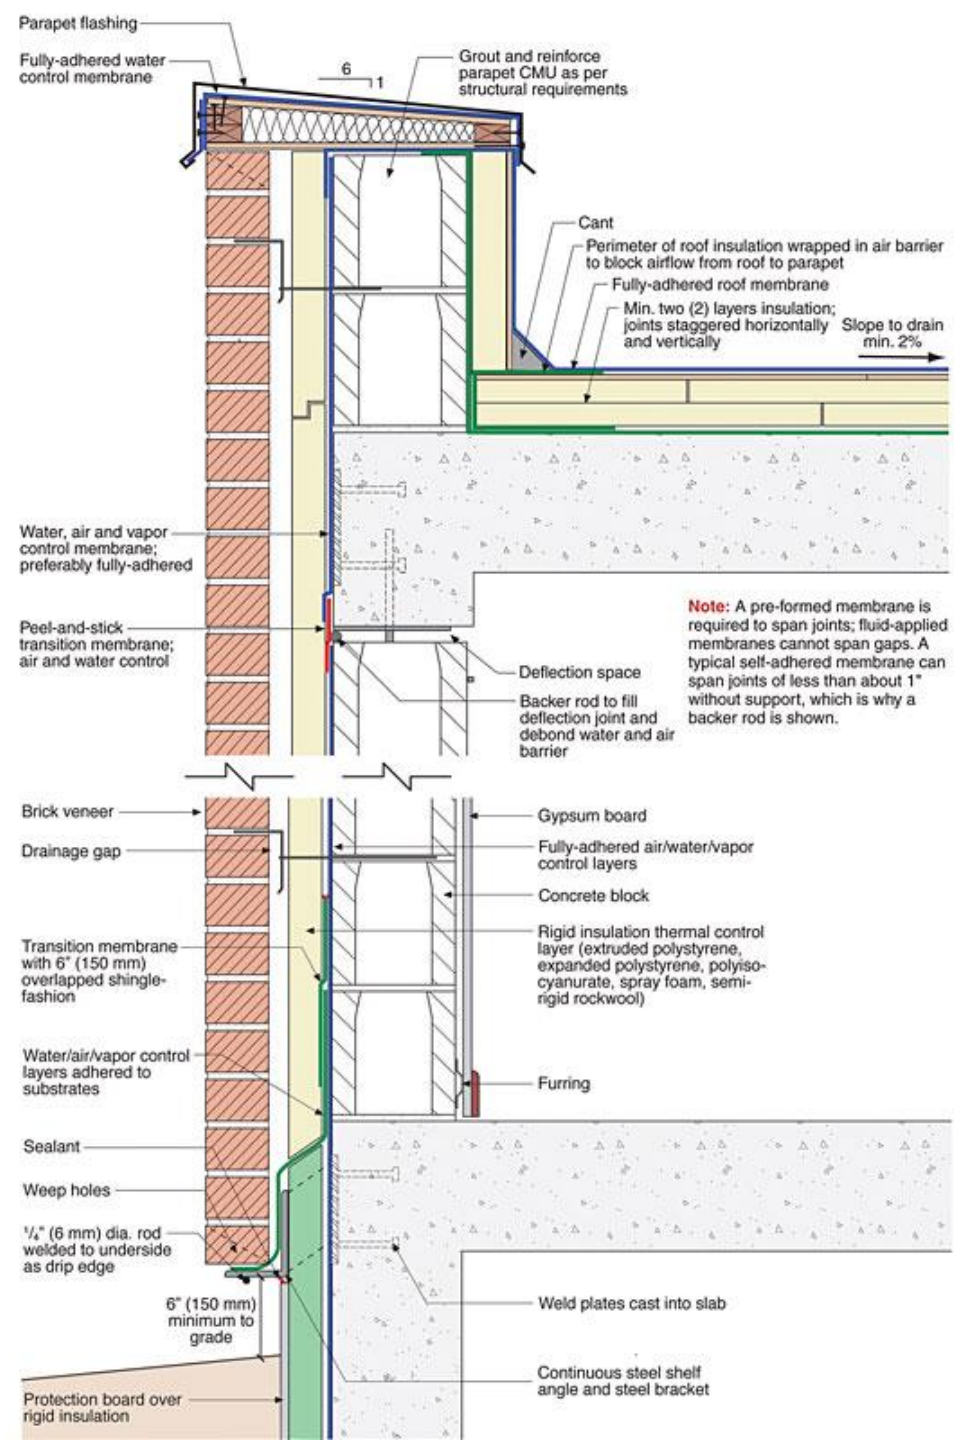 Parapet flashing
Fully-adhered water
control membrane
6
1
Grout and reinforce
parapet CMU as per
structural requirements
Cant
Perimeter of roof insulation wrapped in air barrier
to block airflow from roof to parapet
Fully-adhered roof membrane
Min. two (2) layers insulation;
joints staggered horizontally
and vertically
Slope to drain
min. 2%
Water, air and vapor
control membrane;
preferably fully-adhered
Peel-and-stick
transition membrane;
air and water control
Note: A pre-formed membrane is
required to span joints; fluid-applied
membranes cannot span gaps. A
typical self-adhered membrane can
span joints of less than about 1"
without support, which is why a
backer rod is shown.
Deflection space
Backer rod to fill
deflection joint and
debond water and air
barrier
Brick veneer
Drainage gap
Gypsum board
Fully-adhered air/water/vapor
control layers
Concrete block
Transition membrane
with 6" (150 mm)
overlapped shingle-
fashion
Rigid insulation thermal control
layer (extruded polystyrene,
expanded polystyrene, polyiso-
cyanurate, spray foam, semi-
rigid rockwool)
Water/air/vapor control
layers adhered to
substrates
Furring
Sealant
Weep holes
1/4" (6 mm) dia. rod
welded to underside
as drip edge
6" (150 mm)
minimum to
grade
Weld plates cast into slab
Continuous steel shelf
angle and steel bracket
Protection board over
rigid insulation